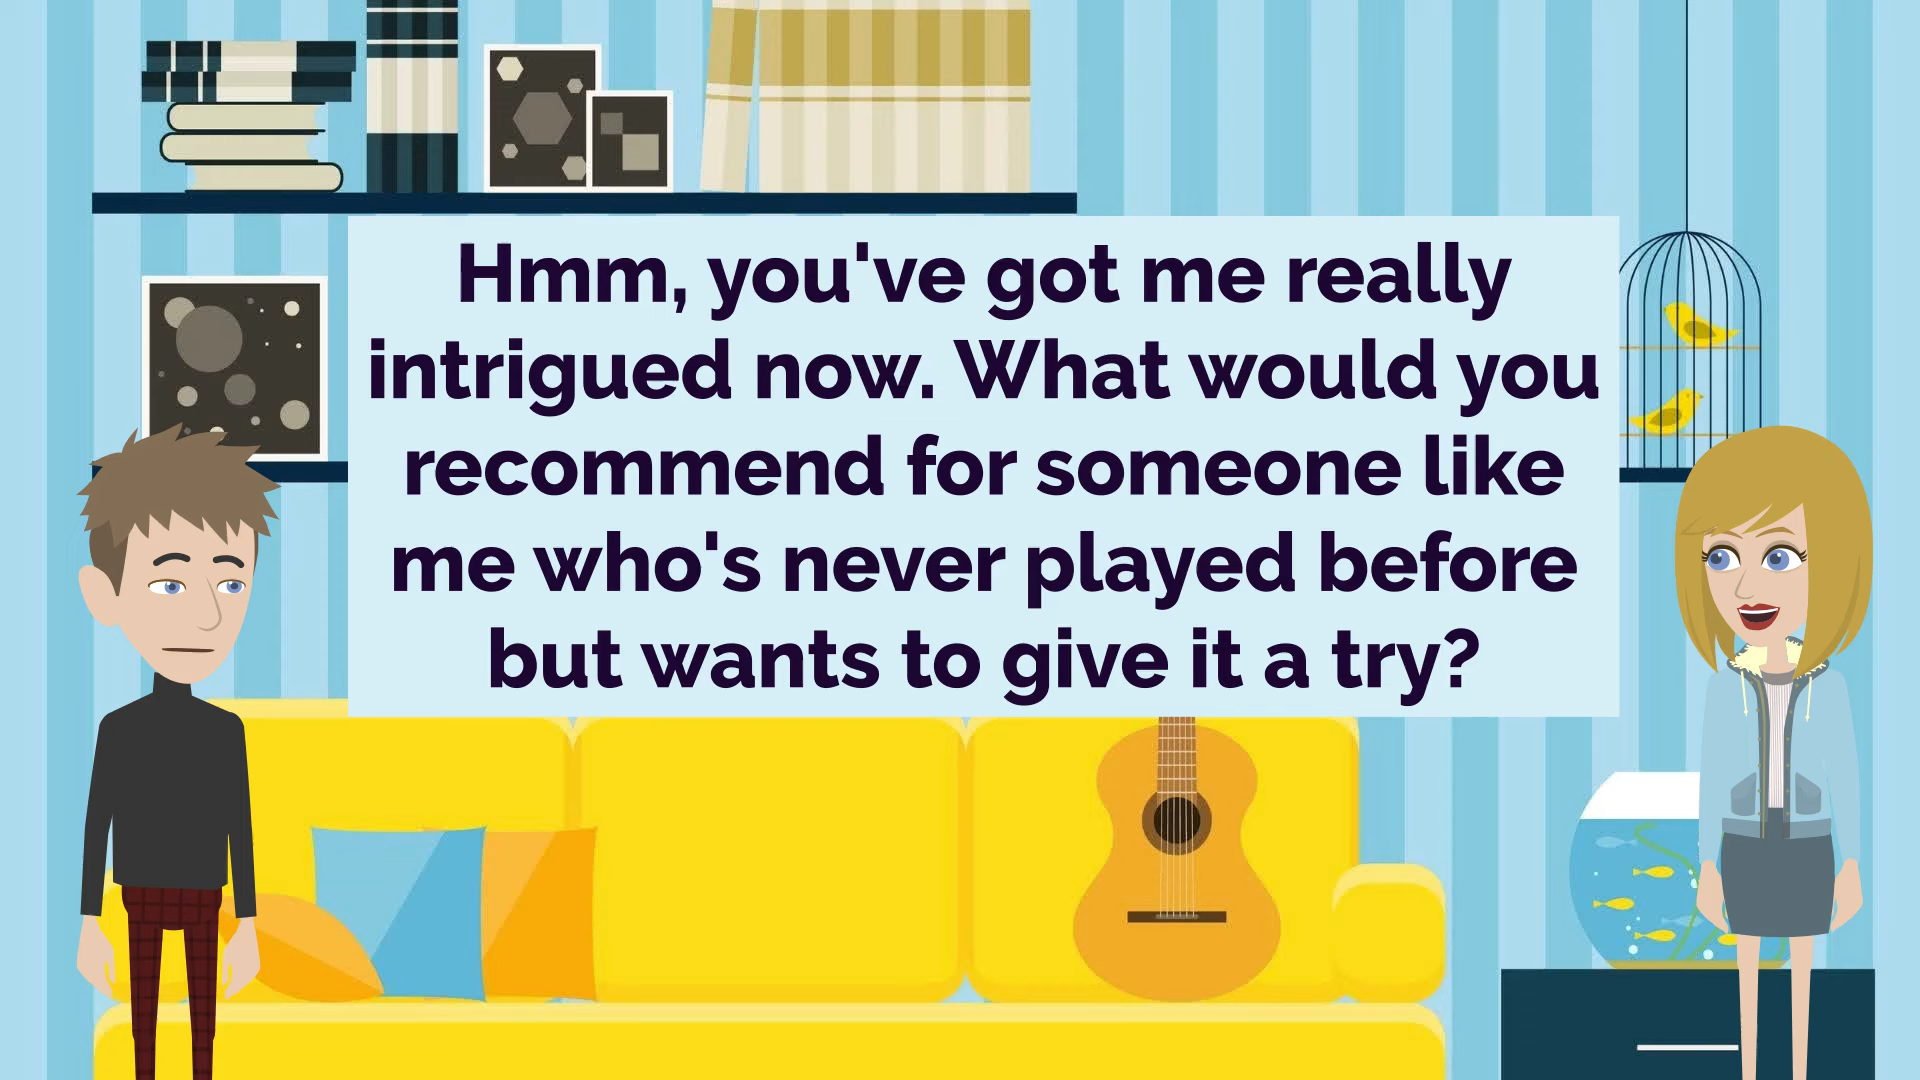 Hmm, you've got me really
intrigued now. What would you
recommend for someone like
me who's never played before
but wants to give it a try?